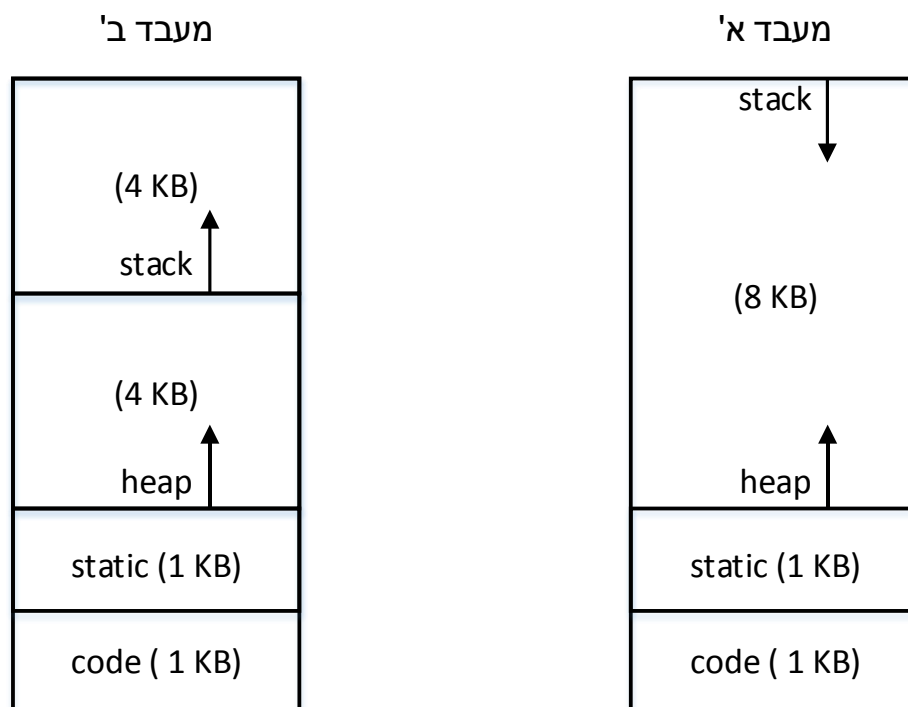 מעבד א'
stack
(8 KB)
heap
static (1 KB)
code ( 1 KB)
מעבד ב'
(4 KB)
stack
(4 KB)
heap
static (1 KB)
code ( 1 KB)